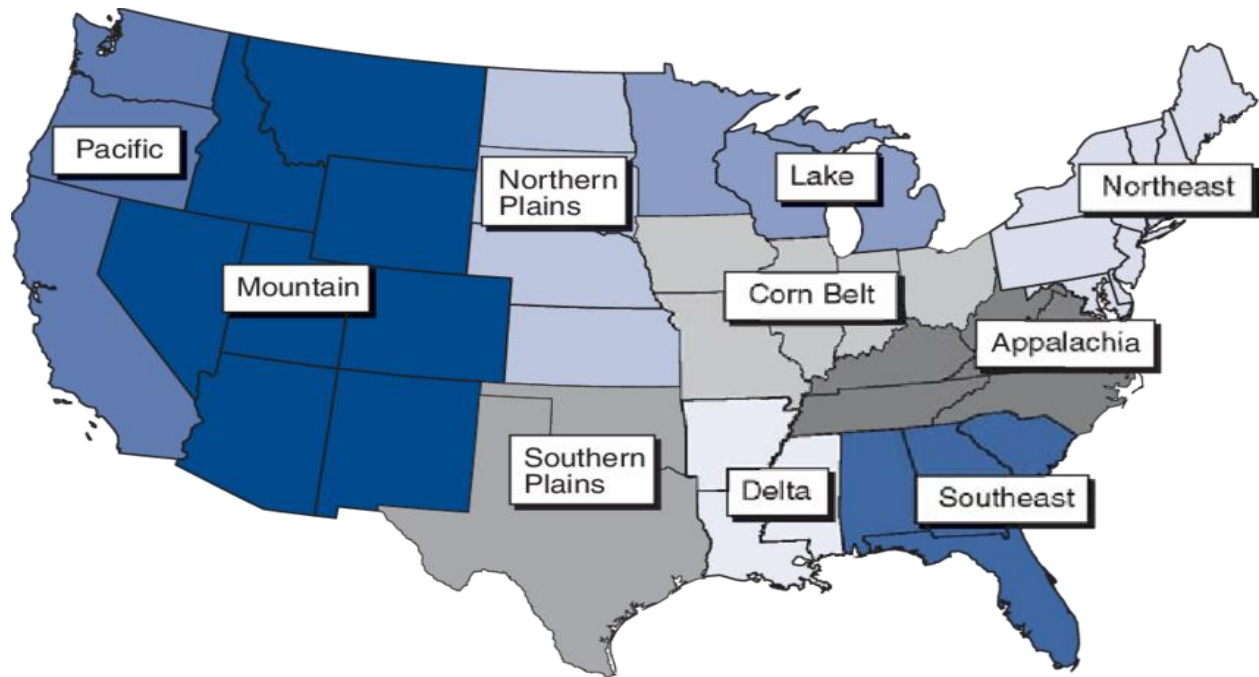 Pacific
Northern
Plains
Lake
Northeast
Mountain
Corn Belt
Appalachia
Southern
Plains
Delta
Southeast